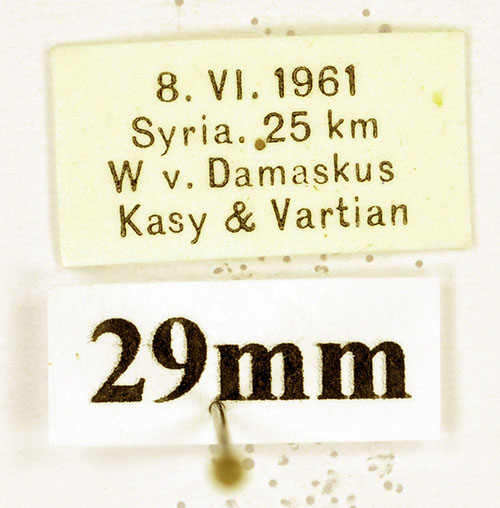 8. VI. 1961
Syria. 25 km
W v. Damaskus
Kasy & Vartian
29mm